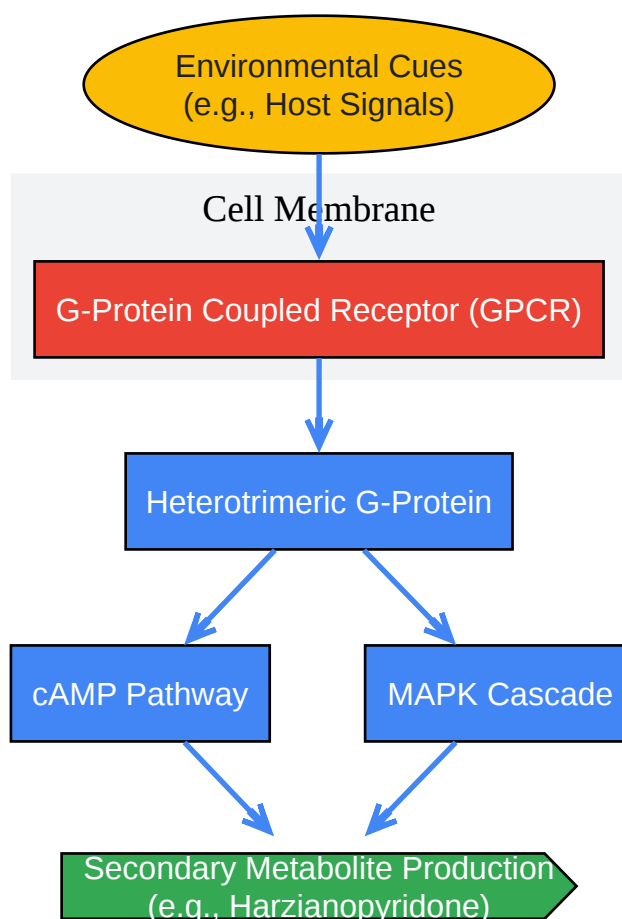 Environmental Cues
(e.g., Host Signals)
Cell Membrane
G-Protein Coupled Receptor (GPCR)
Heterotrimeric G-Protein
cAMP Pathway
MAPK Cascade
Secondary Metabolite Production
(e.g., Harzianopyridone)